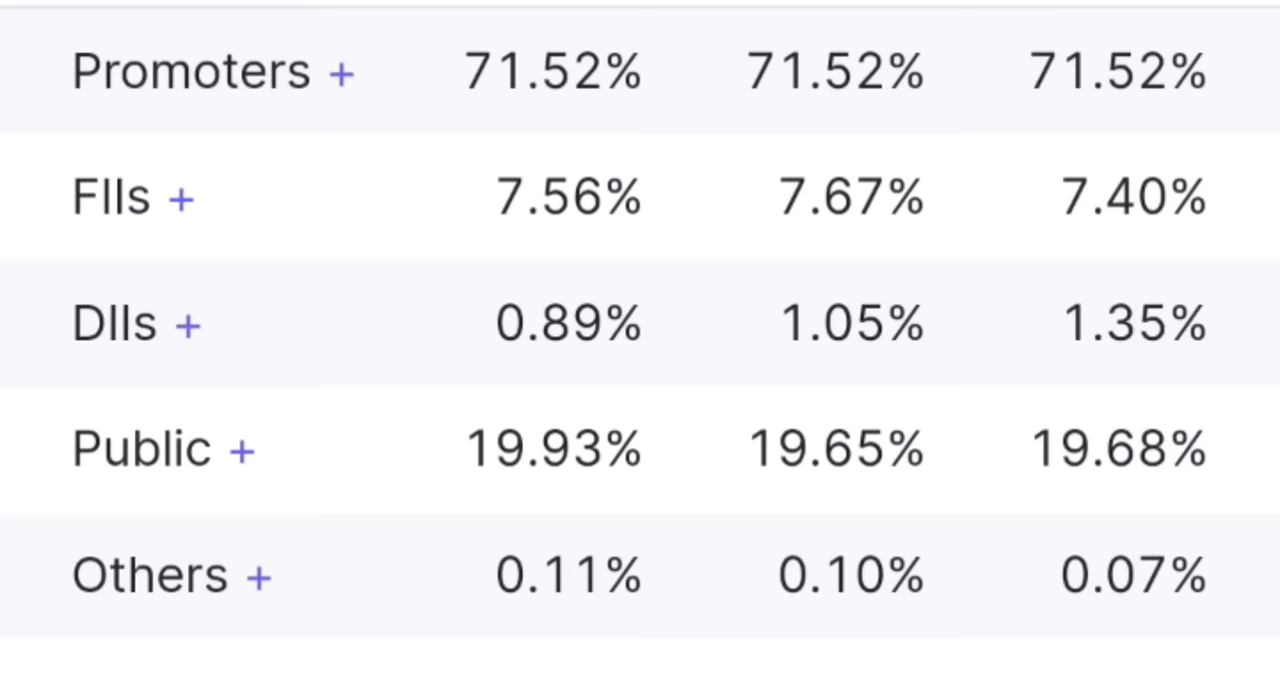 Promoters + 71.52% 71.52% 71.52%
FIIs + 7.56% 7.67% 7.40%
DIIs + 0.89% 1.05% 1.35%
Public + 19.93% 19.65% 19.68%
Others + 0.11% 0.10% 0.07%